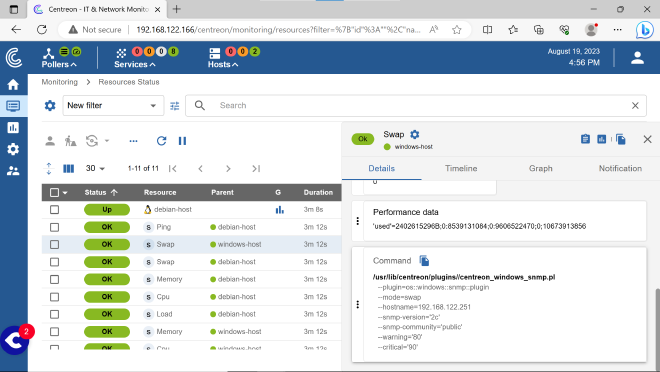 Centreon - IT & Network Monito
Not secure
192.168.122.166/centreon/monitoring/resources?filter=%7B"id"%3A""%2C"na...
Pollers
0 0 0 8
Services
0 0 2
Hosts
August 19, 2023
4:56 PM
Monitoring > Resources Status
New filter
Search
30
1-11 of 11
Status Resource Parent G Duration
Up debian-host 3m 8s
OK S Ping debian-host 3m 12s
OK S Swap windows-host 3m 12s
OK S Swap debian-host 3m 12s
OK S Memory debian-host 3m 12s
OK S Cpu debian-host 3m 12s
OK S Load debian-host 3m 12s
OK S Memory windows-host 3m 12s
OK S Cpu windows-host 3m 12s
2
Ok Swap
windows-host
Details Timeline Graph Notification
0
Performance data
'used'=2402615296B;0:8539131084;0:9606522470;0;10673913856
Command
/usr/lib/centreon/plugins//centreon_windows_snmp.pl
--plugin=os::windows::snmp::plugin
--mode=swap
--hostname=192.168.122.251
--snmp-version='2c'
--snmp-community='public'
--warning='80'
--critical='90'